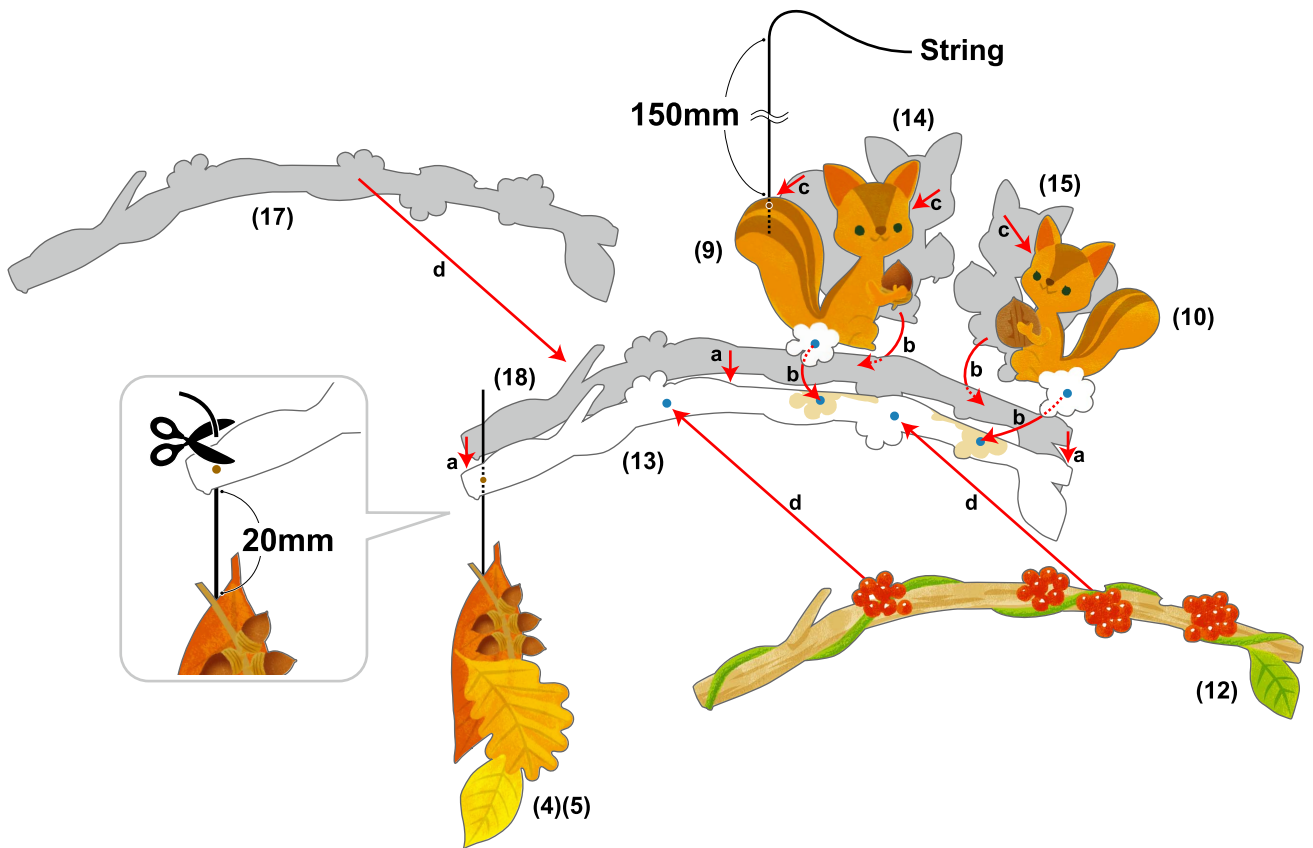 String
150mm
(14)
(15)
c
c
(17)
c
(9)
d
(10)
b
a
b
(18)
b
b
a
(13)
a
d
d
20mm
(12)
(4)(5)